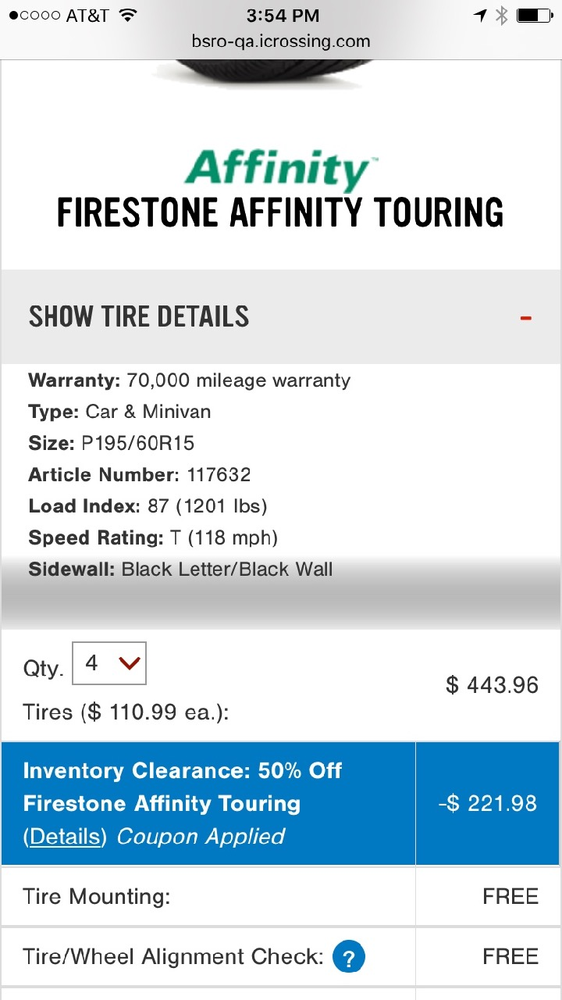 AT&T 3:54 PM
bsro-qa.icrossing.com
Affinity™
FIRESTONE AFFINITY TOURING
SHOW TIRE DETAILS -
Warranty: 70,000 mileage warranty
Type: Car & Minivan
Size: P195/60R15
Article Number: 117632
Load Index: 87 (1201 lbs)
Speed Rating: T (118 mph)
Sidewall: Black Letter/Black Wall
Qty. 4
$ 443.96
Tires ($ 110.99 ea.):
Inventory Clearance: 50% Off
Firestone Affinity Touring
-$ 221.98
(Details) Coupon Applied
Tire Mounting: FREE
Tire/Wheel Alignment Check: ? FREE